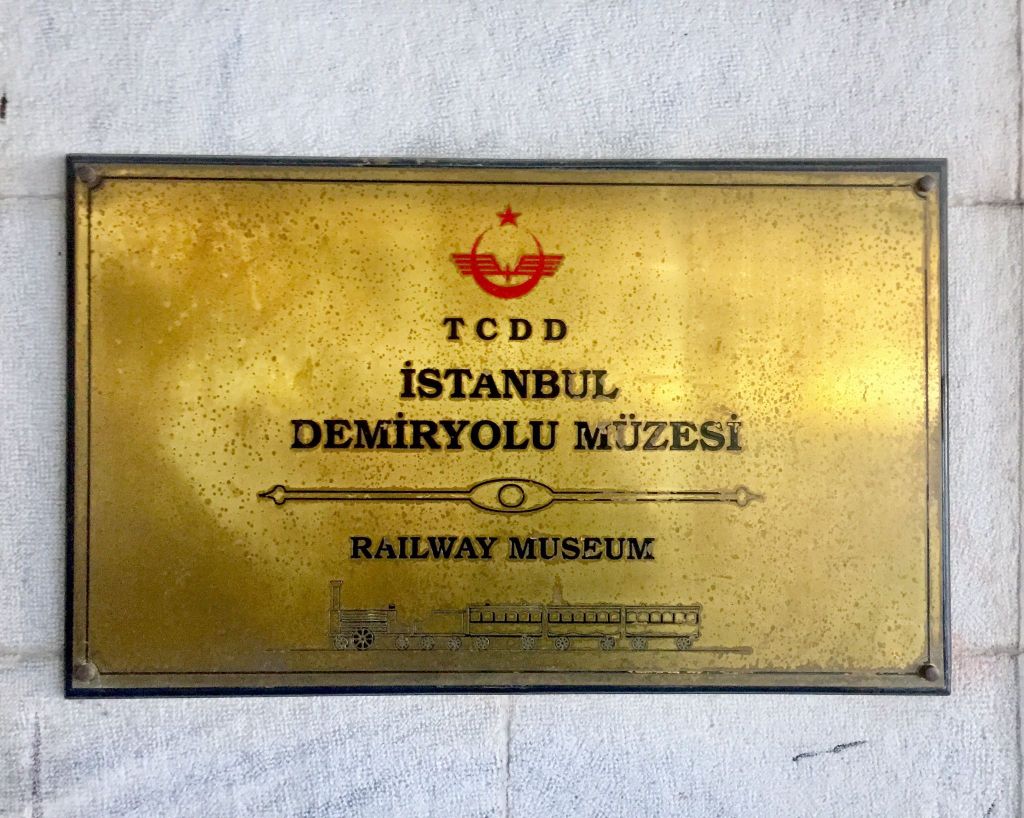 TCDD
İSTANBUL
DEMİRYOLU MÜZESİ
RAILWAY MUSEUM